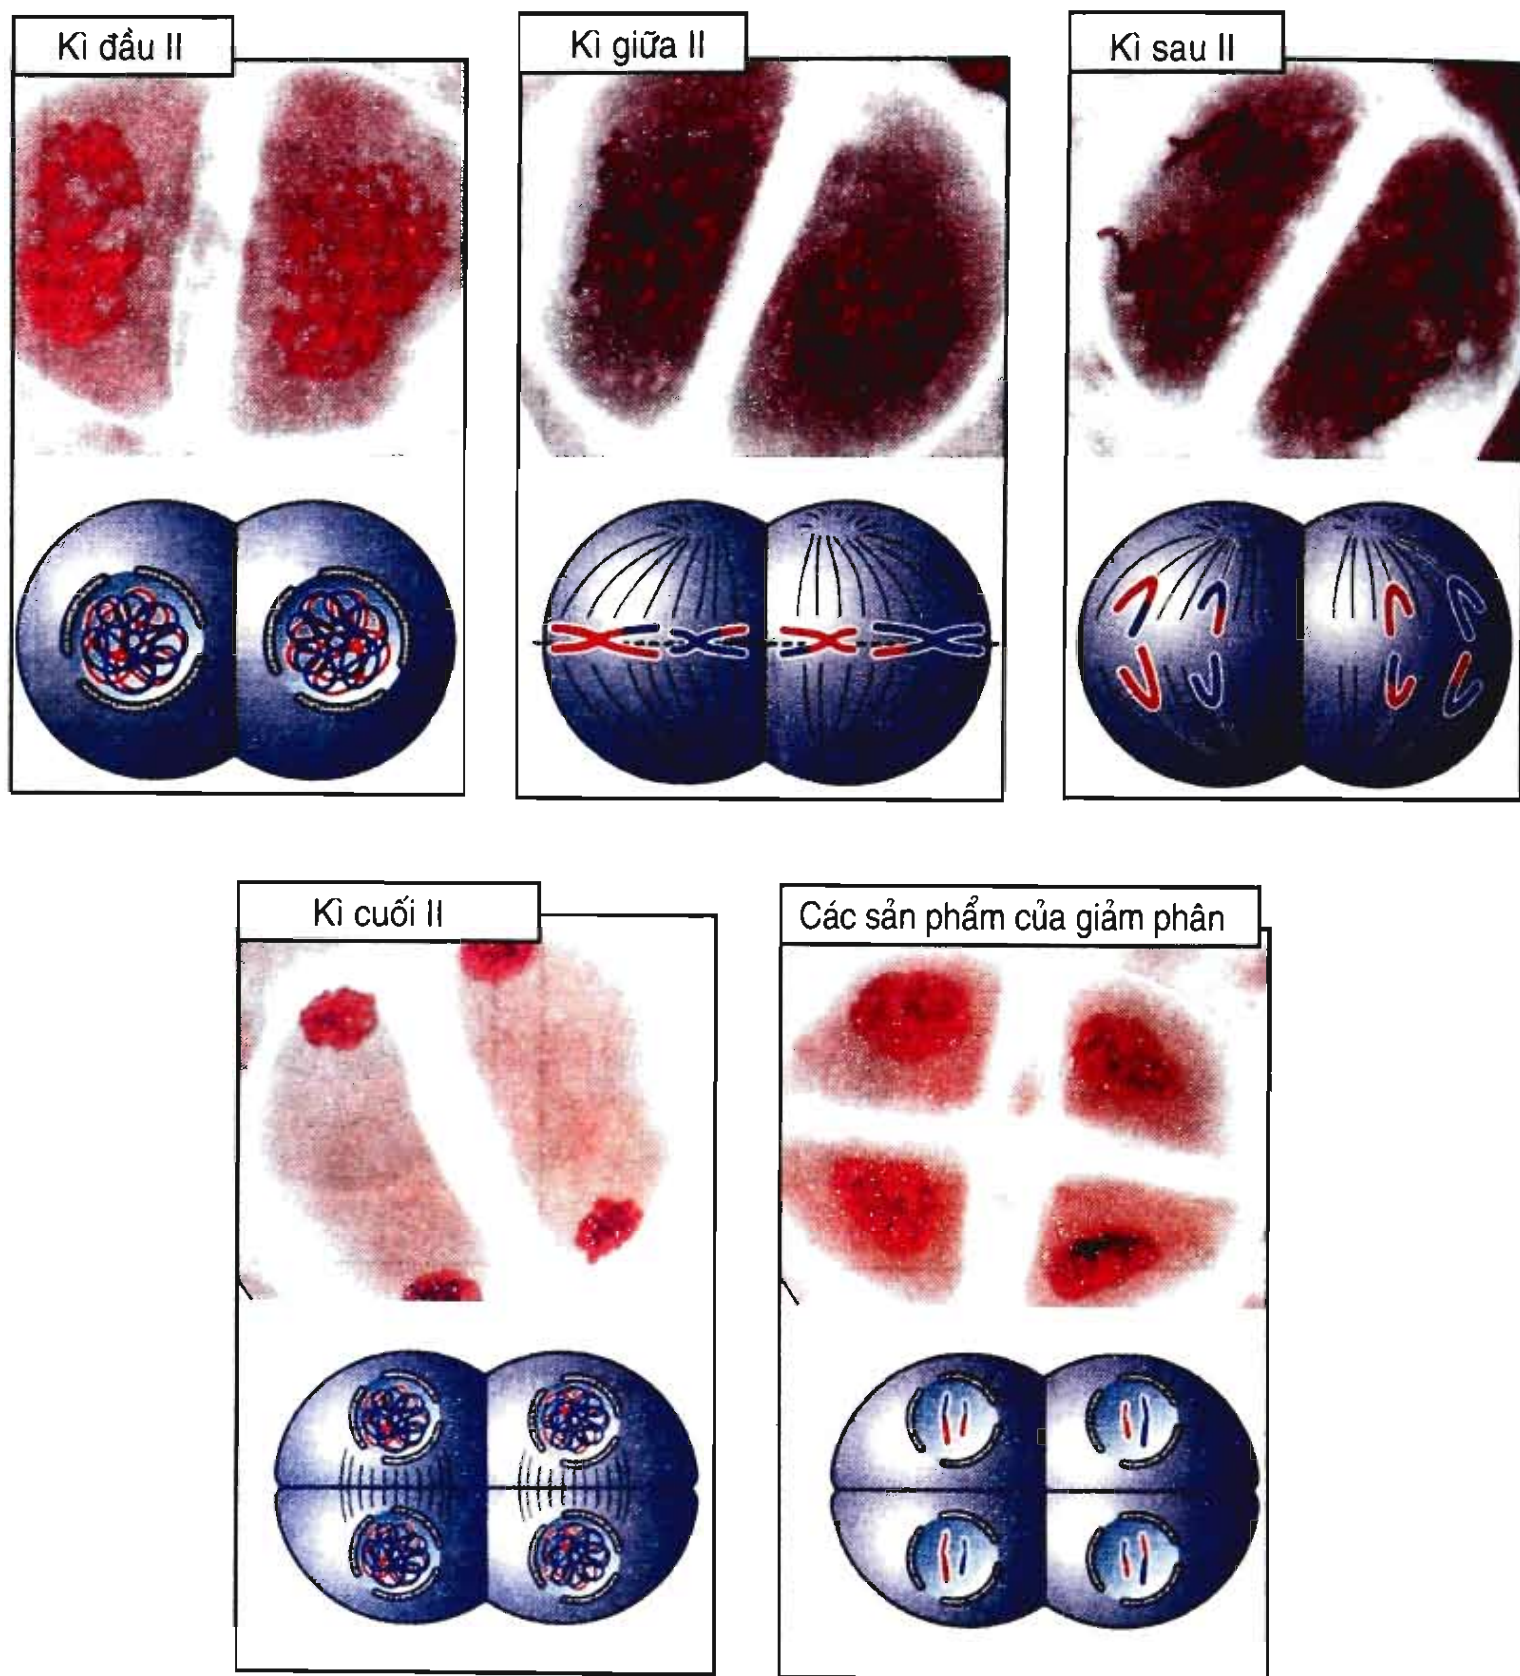 Kì đầu II
Kì giữa II
Kì sau II
Kì cuối II
Các sản phẩm của giảm phân